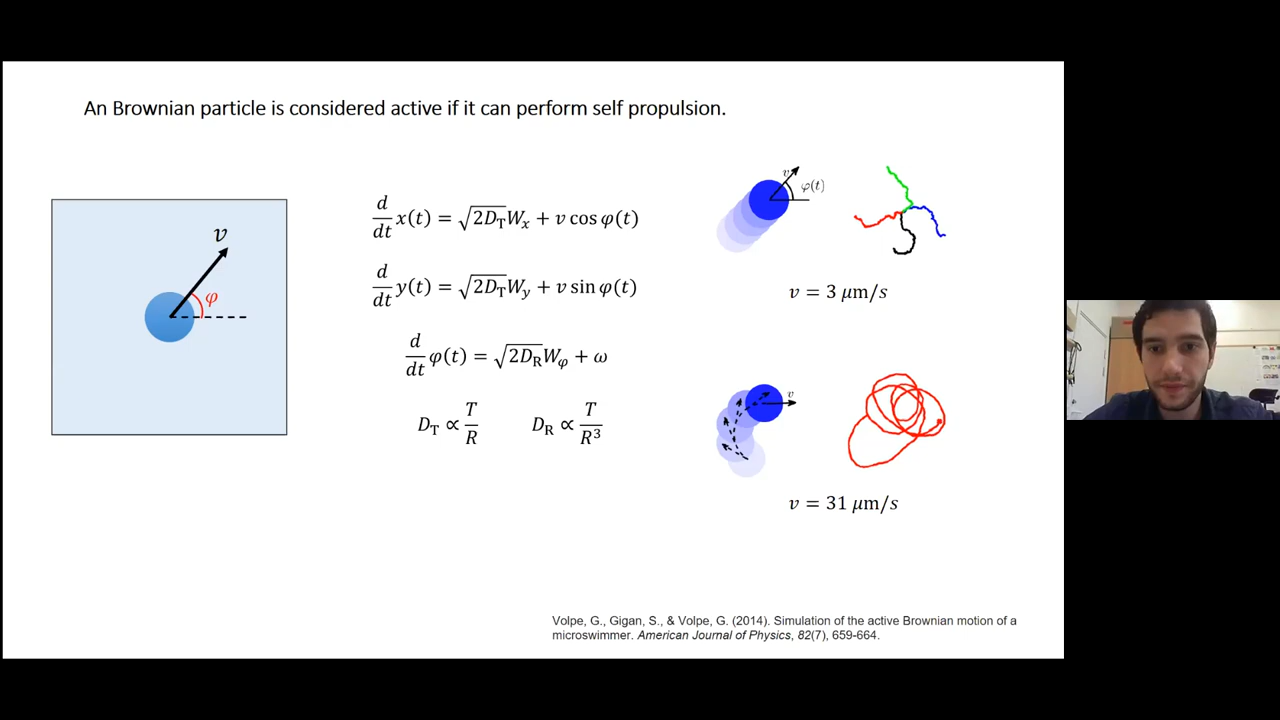 An Brownian particle is considered active if it can perform self propulsion.
v
φ
d/dt x(t) = √2D_T W_x + v cos φ(t)
d/dt y(t) = √2D_T W_y + v sin φ(t)
d/dt φ(t) = √2D_R W_φ + ω
D_T ∝ T/R D_R ∝ T/R³
v
φ(t)
v = 3 μm/s
v
v = 31 μm/s
Volpe, G., Gigan, S., & Volpe, G. (2014). Simulation of the active Brownian motion of a
microswimmer. American Journal of Physics, 82(7), 659-664.